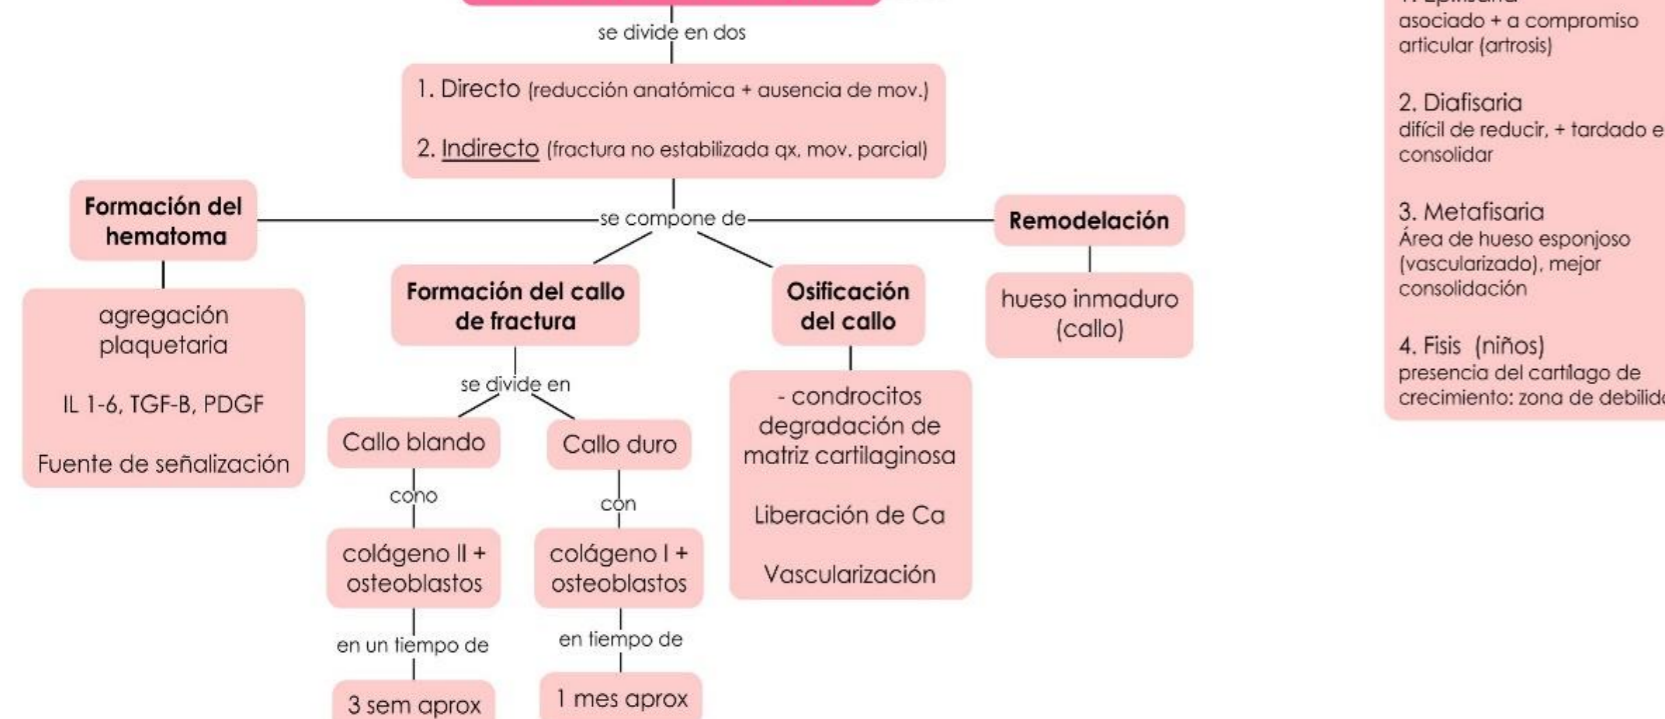 se divide en dos
1. Directo (reducción anatómica + ausencia de mov.)
2. Indirecto (fractura no estabilizada qx, mov. parcial)
se compone de
Formación del
hematoma
agregación
plaquetaria
IL 1-6, TGF-B, PDGF
Fuente de señalización
Formación del callo
de fractura
se divide en
Callo blando
cono
colágeno II +
osteoblastos
en un tiempo de
3 sem aprox
Callo duro
con
colágeno I +
osteoblastos
en tiempo de
1 mes aprox
Osificación
del callo
- condrocitos
degradación de
matriz cartilaginosa
Liberación de Ca
Vascularización
Remodelación
hueso inmaduro
(callo)
asociado + a compromiso
articular (artrosis)
2. Diafisaria
difícil de reducir, + tardado e
consolidar
3. Metafisaria
Área de hueso esponjoso
(vascularizado), mejor
consolidación
4. Fisis (niños)
presencia del cartílago de
crecimiento: zona de